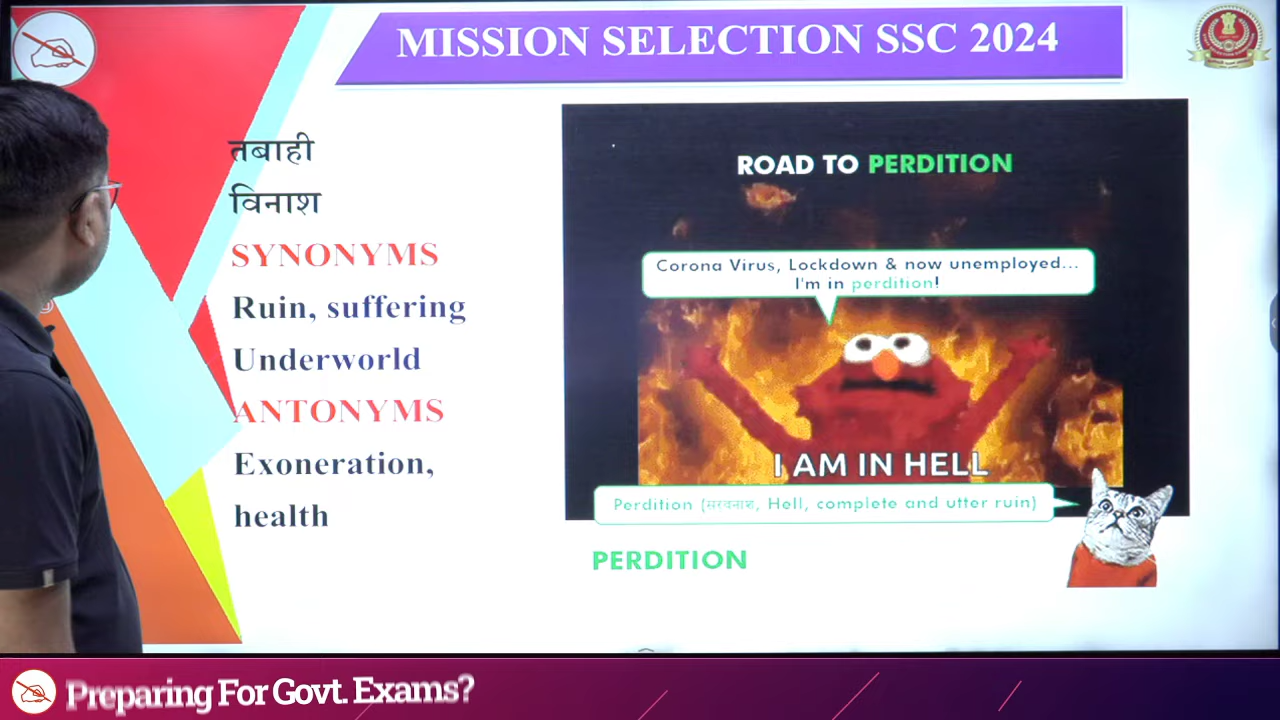 MISSION SELECTION SSC 2024
तबाही
विनाश
SYNONYMS
Ruin, suffering
Underworld
ANTONYMS
Exoneration,
health
ROAD TO PERDITION
Corona Virus, Lockdown & now unemployed...
I'm in perdition!
I AM IN HELL
Perdition (सरवनाश, Hell, complete and utter ruin)
PERDITION
Preparing For Govt. Exams?